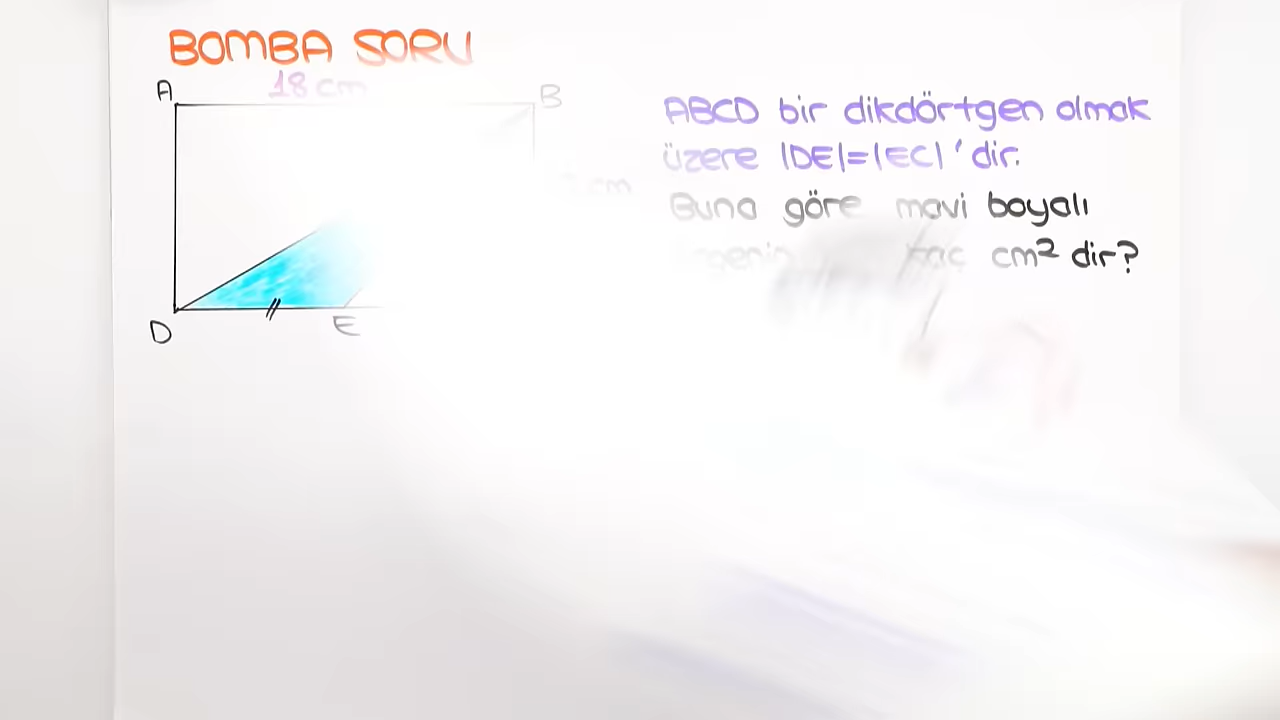 BOMBA SORU
18 cm
A
B
cm
D
E
ABCD bir dikdörtgen olmak
üzere |DE|=|EC| 'dir.
Buna göre mavi boyalı
kaç cm² dir?